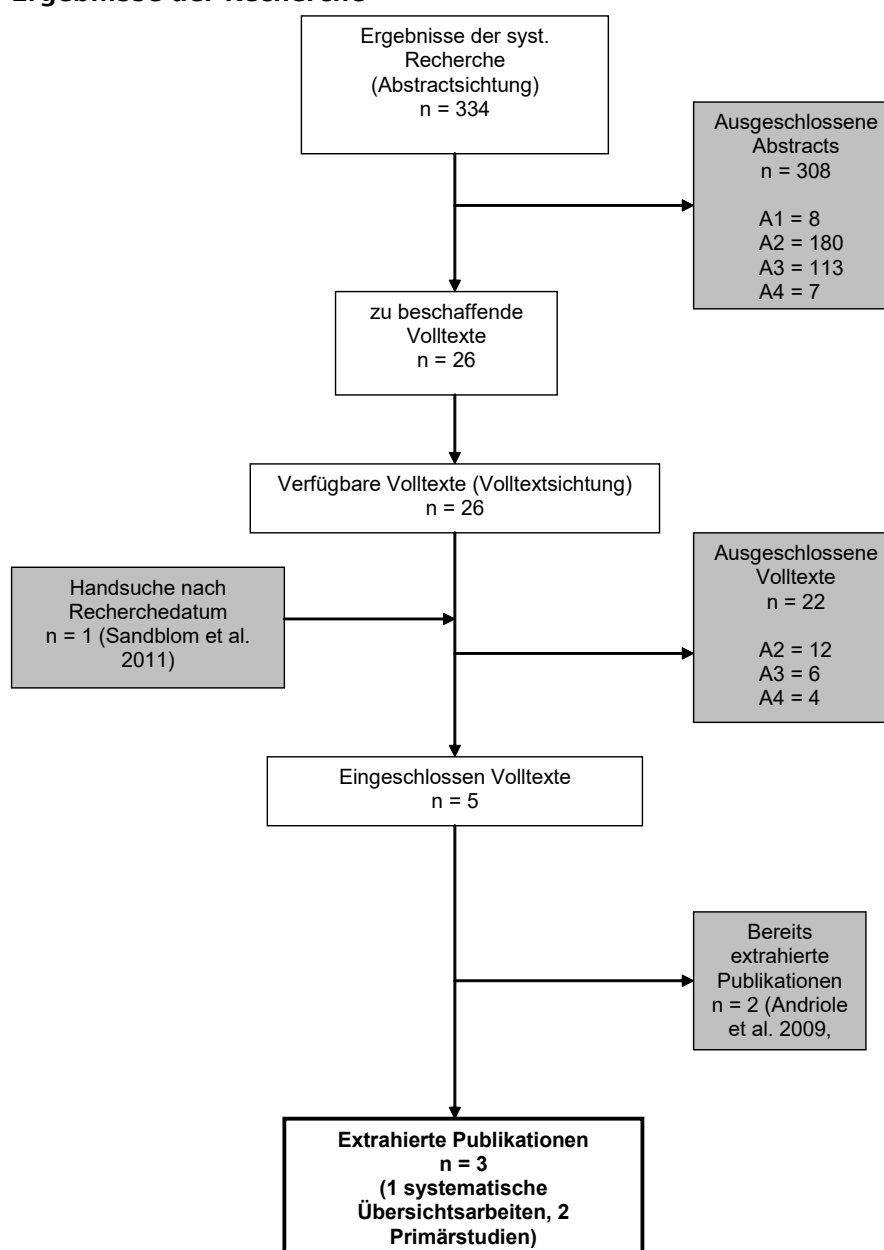 Ergebnisse der Recherche
Ergebnisse der syst.
Recherche
(Abstractsichtung)
n = 334
Ausgeschlossene
Abstracts
n = 308
A1 = 8
A2 = 180
A3 = 113
A4 = 7
zu beschaffende
Volltexte
n = 26
Verfügbare Volltexte (Volltextsichtung)
n = 26
Handsuche nach
Recherchedatum
n = 1 (Sandblom et al.
2011)
Ausgeschlossene
Volltexte
n = 22
A2 = 12
A3 = 6
A4 = 4
Eingeschlossen Volltexte
n = 5
Bereits
extrahierte
Publikationen
n = 2 (Andriole
et al. 2009,
Extrahierte Publikationen
n = 3
(1 systematische
Übersichtsarbeiten, 2
Primärstudien)